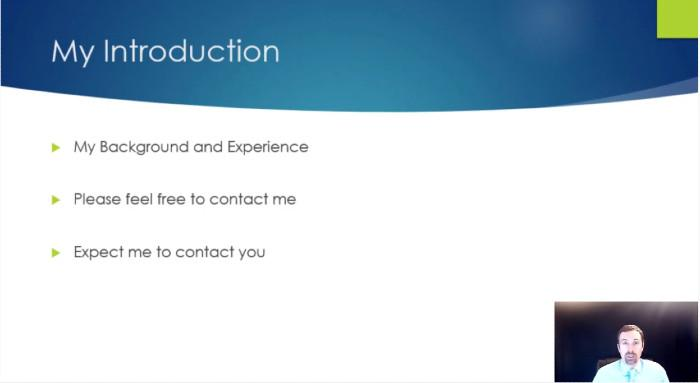 My Introduction
My Background and Experience
Please feel free to contact me
Expect me to contact you